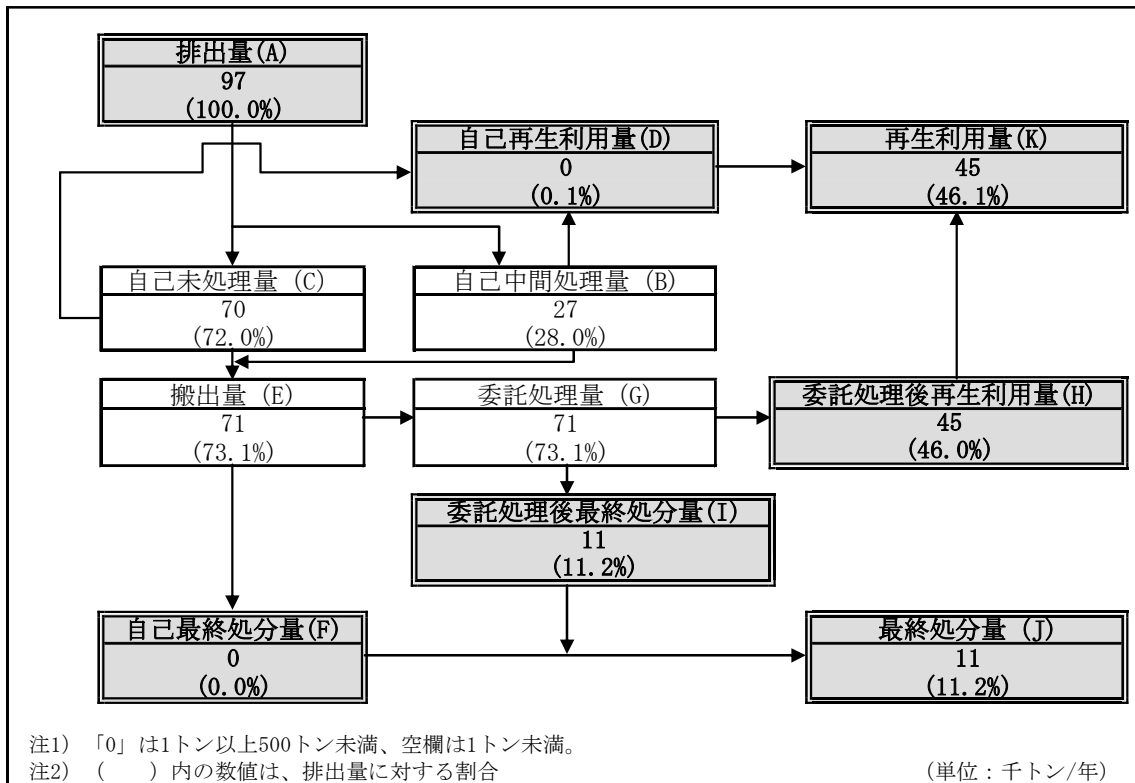 排出量(A)
97
(100.0%)
自己再生利用量(D)
0
(0.1%)
再生利用量(K)
45
(46.1%)
自己未処理量 (C)
70
(72.0%)
自己中間処理量 (B)
27
(28.0%)
搬出量 (E)
71
(73.1%)
委託処理量 (G)
71
(73.1%)
委託処理後再生利用量(H)
45
(46.0%)
委託処理後最終処分量(I)
11
(11.2%)
自己最終処分量(F)
0
(0.0%)
最終処分量 (J)
11
(11.2%)
注1) 「0」は1トン以上500トン未満、空欄は1トン未満。
注2) (  )内の数値は、排出量に対する割合
(単位：千トン/年)